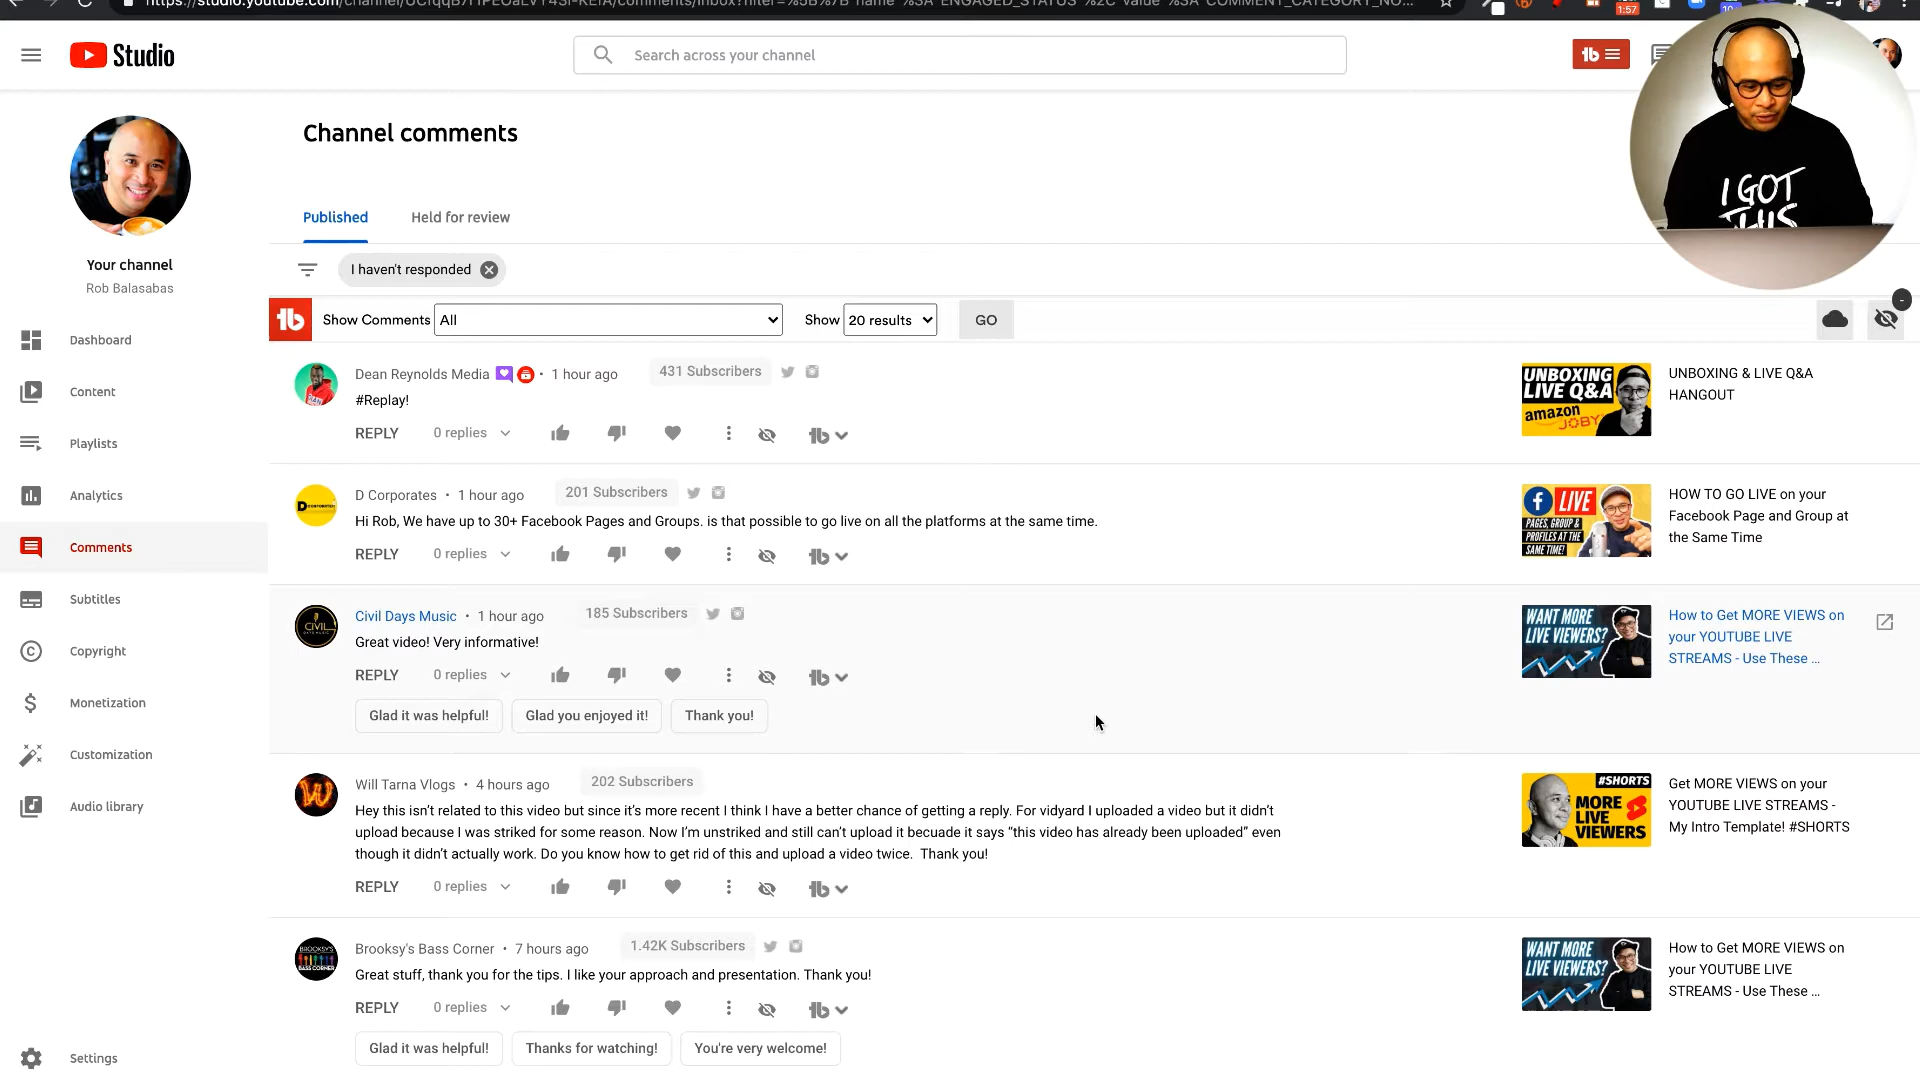 Studio
Search across your channel
1:57
Your channel
Rob Balasabas
Dashboard
Content
Playlists
Analytics
Comments
Subtitles
Copyright
Monetization
Customization
Audio library
Settings
Channel comments
I GOT
THIS
Published
Held for review
I haven't responded
Show Comments All
Show 20 results
GO
Dean Reynolds Media • 1 hour ago 431 Subscribers
#Replay!
REPLY 0 replies
UNBOXING
LIVE Q&A
amazon
JOBY
UNBOXING & LIVE Q&A
HANGOUT
D Corporates • 1 hour ago 201 Subscribers
Hi Rob, We have up to 30+ Facebook Pages and Groups. is that possible to go live on all the platforms at the same time.
REPLY 0 replies
LIVE
PAGES, GROUP &
PROFILES AT THE
SAME TIME!
HOW TO GO LIVE on your
Facebook Page and Group at
the Same Time
Civil Days Music • 1 hour ago 185 Subscribers
Great video! Very informative!
REPLY 0 replies
Glad it was helpful! Glad you enjoyed it! Thank you!
WANT MORE
LIVE VIEWERS?
How to Get MORE VIEWS on
your YOUTUBE LIVE
STREAMS - Use These ...
Will Tarna Vlogs • 4 hours ago 202 Subscribers
Hey this isn’t related to this video but since it’s more recent I think I have a better chance of getting a reply. For vidyard I uploaded a video but it didn’t
upload because I was striked for some reason. Now I’m unstriked and still can’t upload it becuade it says “this video has already been uploaded” even
though it didn’t actually work. Do you know how to get rid of this and upload a video twice. Thank you!
REPLY 0 replies
#SHORTS
MORE
LIVE
VIEWERS
Get MORE VIEWS on your
YOUTUBE LIVE STREAMS -
My Intro Template! #SHORTS
Brooksy's Bass Corner • 7 hours ago 1.42K Subscribers
Great stuff, thank you for the tips. I like your approach and presentation. Thank you!
REPLY 0 replies
Glad it was helpful! Thanks for watching! You're very welcome!
BROOKSY'S
BASS CORNER
WANT MORE
LIVE VIEWERS?
How to Get MORE VIEWS on
your YOUTUBE LIVE
STREAMS - Use These ...